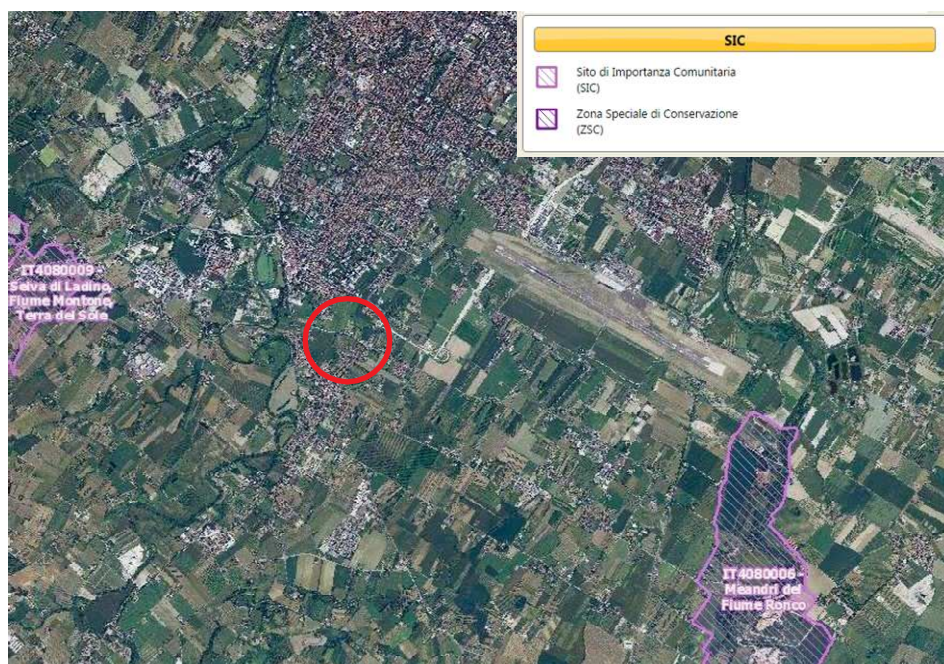 SIC
Sito di Importanza Comunitaria
(SIC)
Zona Speciale di Conservazione
(ZSC)
IT4080009 -
Selva di Ladino,
Fiume Montone,
Terra del Sole
IT4080006 -
Meandri del
Fiume Ronco